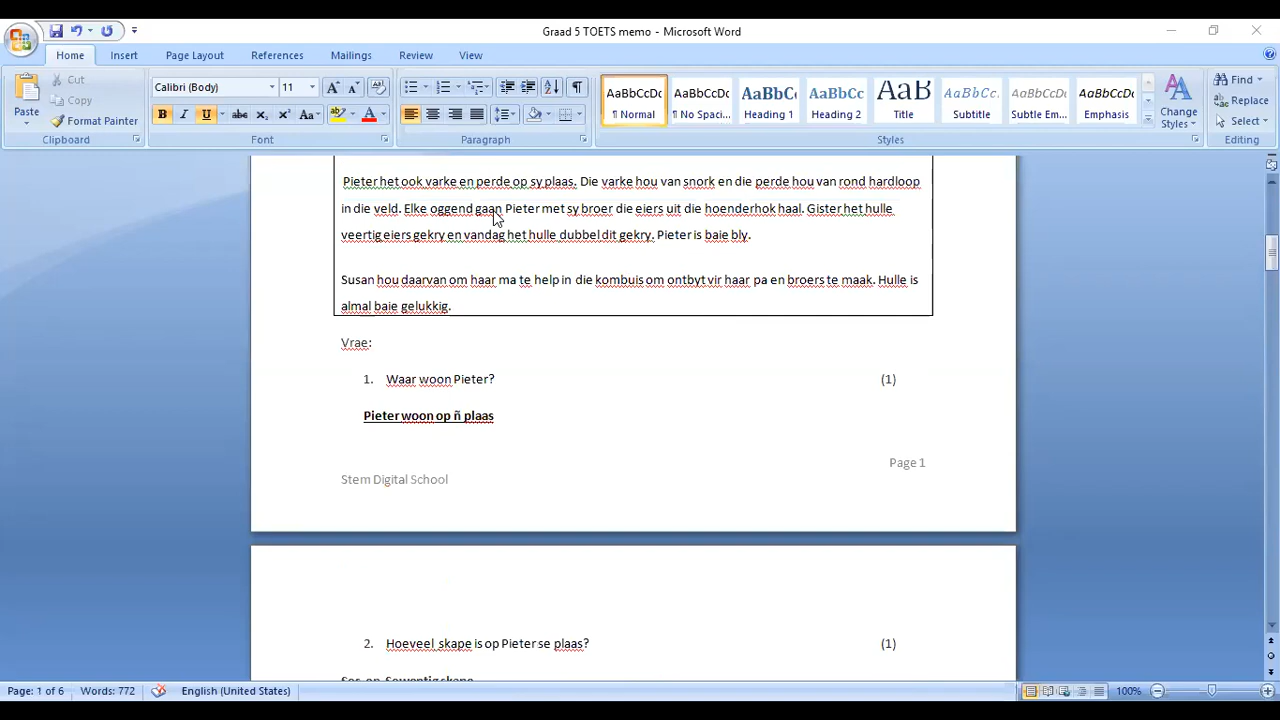 Graad 5 TOETS memo - Microsoft Word
Home Insert Page Layout References Mailings Review View
Cut
Copy
Paste
Format Painter
Clipboard
Calibri (Body) 11
Font
Paragraph
AaBbCcDc AaBbCcDc AaBbCc AaBbCc AaB AaBbCc. AaBbCcDc AaBbCcDc
¶ Normal ¶ No Spaci... Heading 1 Heading 2 Title Subtitle Subtle Em... Emphasis
Change Styles
Styles
Find
Replace
Select
Editing
Pieter het ook varke en perde op sy plaas. Die varke hou van snork en die perde hou van rond hardloop
in die veld. Elke oggend gaan Pieter met sy broer die eiers uit die hoenderhok haal. Gister het hulle
veertig eiers gekry en vandag het hulle dubbel dit gekry. Pieter is baie bly.
Susan hou daarvan om haar ma te help in die kombuis om ontbyt vir haar pa en broers te maak. Hulle is
almal baie gelukkig.
Vrae:
1. Waar woon Pieter? (1)
Pieter woon op ñ plaas
Page 1
Stem Digital School
2. Hoeveel skape is op Pieter se plaas? (1)
Page: 1 of 6 Words: 772 English (United States) 100%